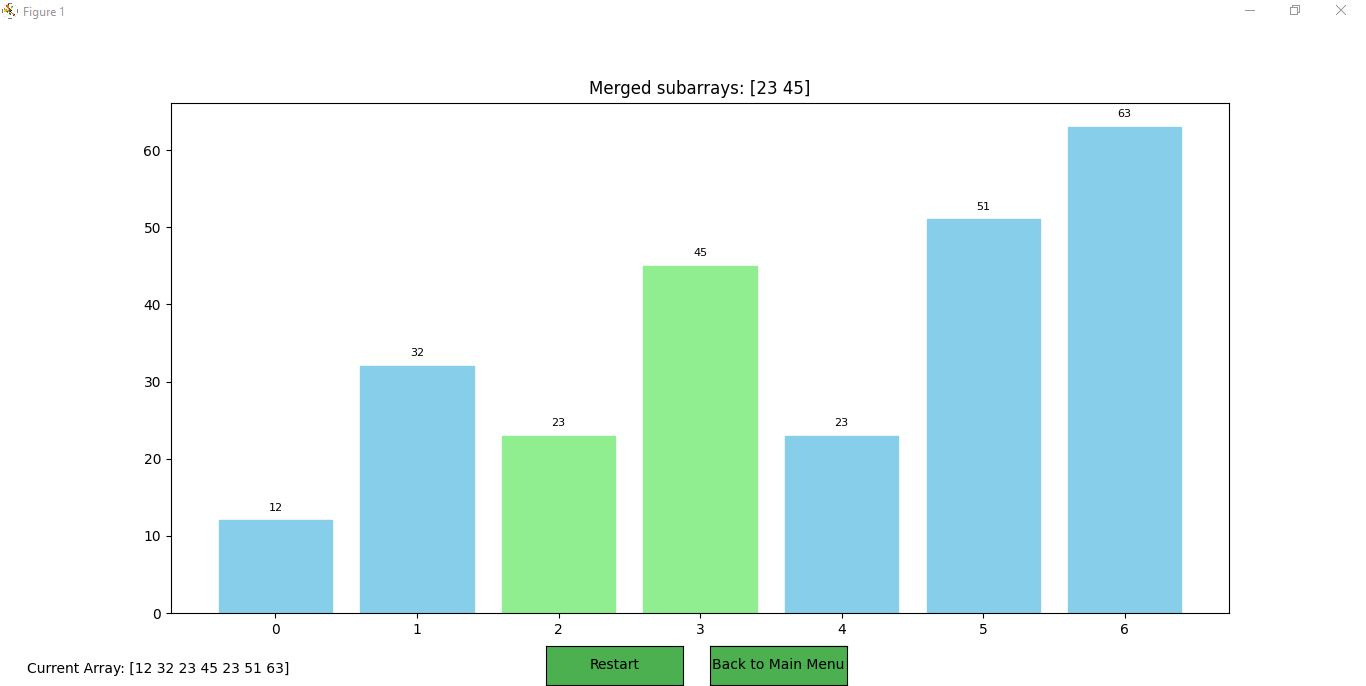 Figure 1
Merged subarrays: [23 45]
63
60
51
50
45
40
32
30
23
23
20
12
10
0
0 1 2 3 4 5 6
Current Array: [12 32 23 45 23 51 63]
Restart
Back to Main Menu